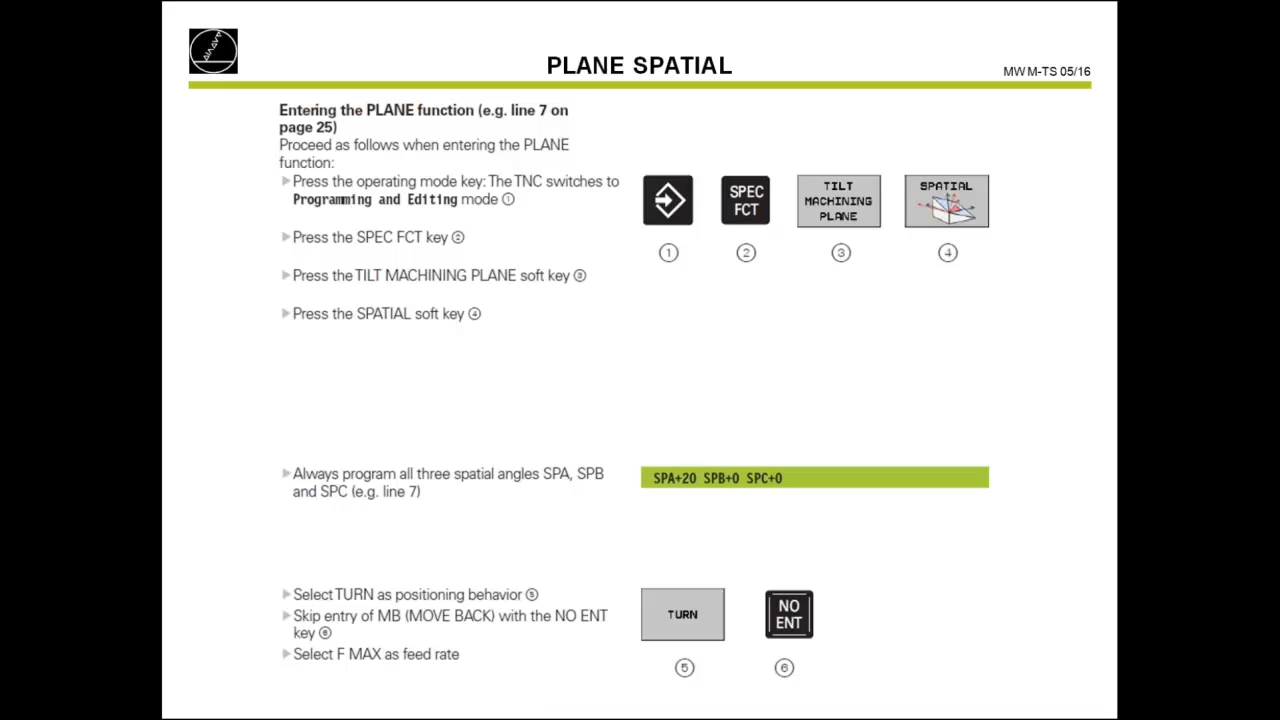 PLANE SPATIAL
MW M-TS 05/16
Entering the PLANE function (e.g. line 7 on
page 25)
Proceed as follows when entering the PLANE
function:
Press the operating mode key: The TNC switches to
Programming and Editing mode ①
Press the SPEC FCT key ②
Press the TILT MACHINING PLANE soft key ③
Press the SPATIAL soft key ④
SPEC
FCT
TILT
MACHINING
PLANE
SPATIAL
① ② ③ ④
Always program all three spatial angles SPA, SPB
and SPC (e.g. line 7)
SPA+20 SPB+0 SPC+0
Select TURN as positioning behavior ⑤
Skip entry of MB (MOVE BACK) with the NO ENT
key ⑥
Select F MAX as feed rate
TURN
NO
ENT
⑤ ⑥